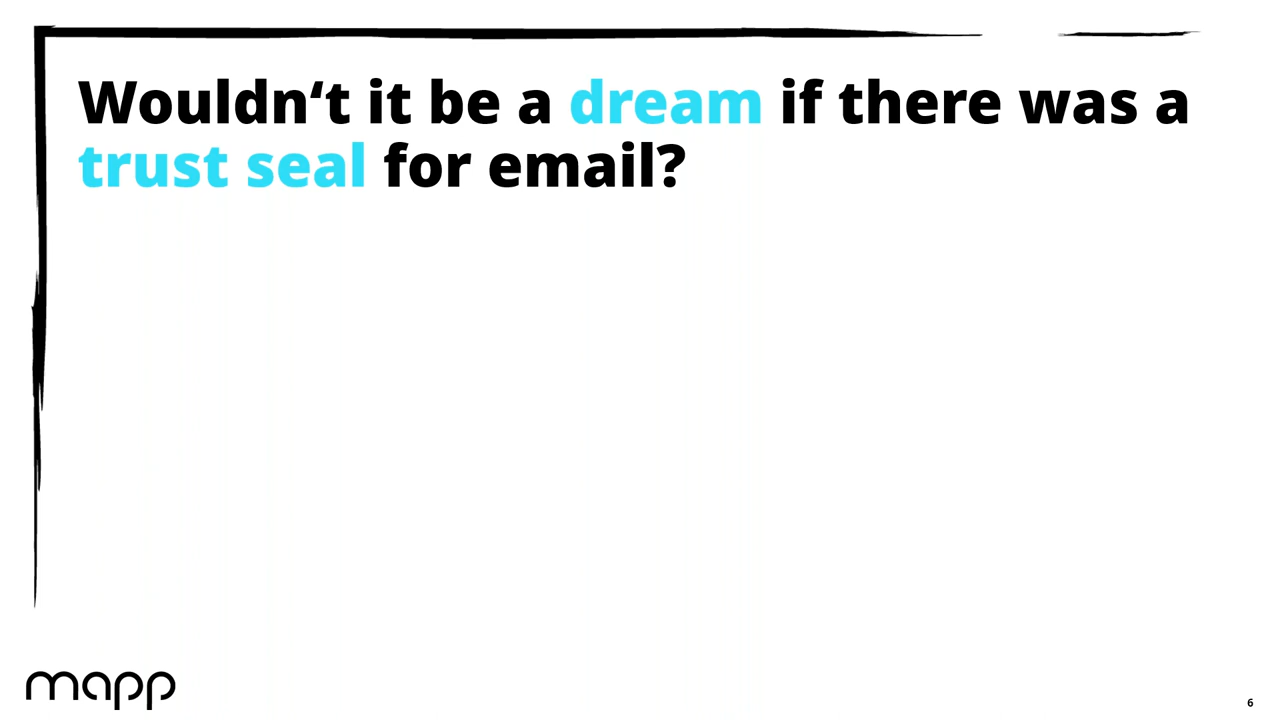 Wouldn‘t it be a dream if there was a
trust seal for email?
mapp
6